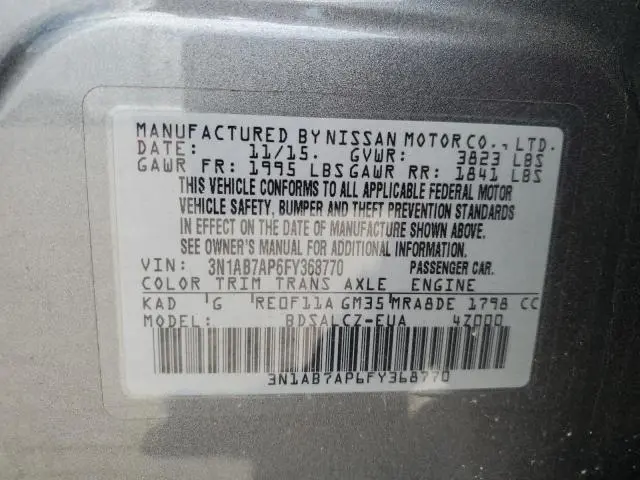 MANUFACTURED BY NISSAN MOTOR CO., LTD.
DATE: 11/15. GVWR: 3823 LBS
GAWR FR: 1995 LBS GAWR RR: 1841 LBS
THIS VEHICLE CONFORMS TO ALL APPLICABLE FEDERAL MOTOR
VEHICLE SAFETY, BUMPER AND THEFT PREVENTION STANDARDS
IN EFFECT ON THE DATE OF MANUFACTURE SHOWN ABOVE.
SEE OWNER'S MANUAL FOR ADDITIONAL INFORMATION.
VIN: 3N1AB7AP6FY368770 PASSENGER CAR.
COLOR TRIM TRANS AXLE ENGINE
KAD G RE0F11A GM35 MRA8DE 1798 CC
MODEL: BDSALCZ-EUA 4Z000
3N1AB7AP6FY368770